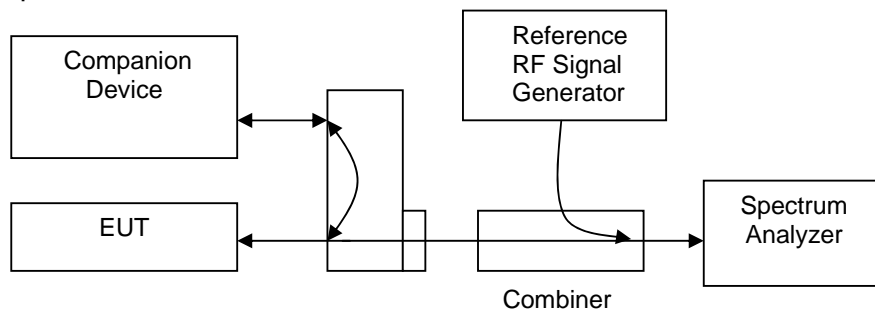 Companion
Device
Reference
RF Signal
Generator
EUT
Spectrum
Analyzer
Combiner